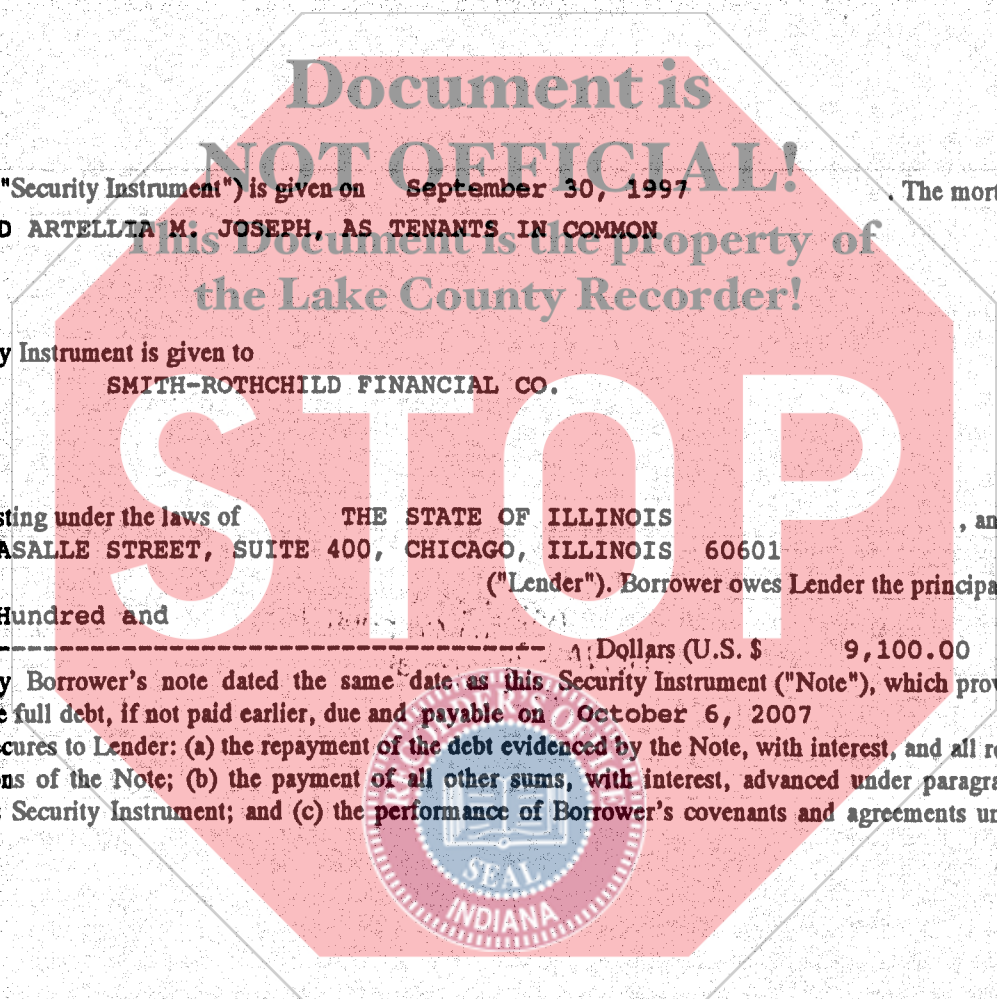 Document is
NOT OFFICIAL!
"Security Instrument") is given on September 30, 1997 . The mort
D ARTELLIA M. JOSEPH, AS TENANTS IN COMMON
This Document is the property of
the Lake County Recorder!
y Instrument is given to
SMITH-ROTHCHILD FINANCIAL CO.
STOP
sting under the laws of THE STATE OF ILLINOIS , an
ASALLE STREET, SUITE 400, CHICAGO, ILLINOIS 60601
("Lender"). Borrower owes Lender the principa
Hundred and
Dollars (U.S. $ 9,100.00
y Borrower's note dated the same date as this Security Instrument ("Note"), which prov
e full debt, if not paid earlier, due and payable on October 6, 2007
cures to Lender: (a) the repayment of the debt evidenced by the Note, with interest, and all re
ons of the Note; (b) the payment of all other sums, with interest, advanced under paragra
s Security Instrument; and (c) the performance of Borrower's covenants and agreements un
RECORDER'S OFFICE
SEAL
INDIANA